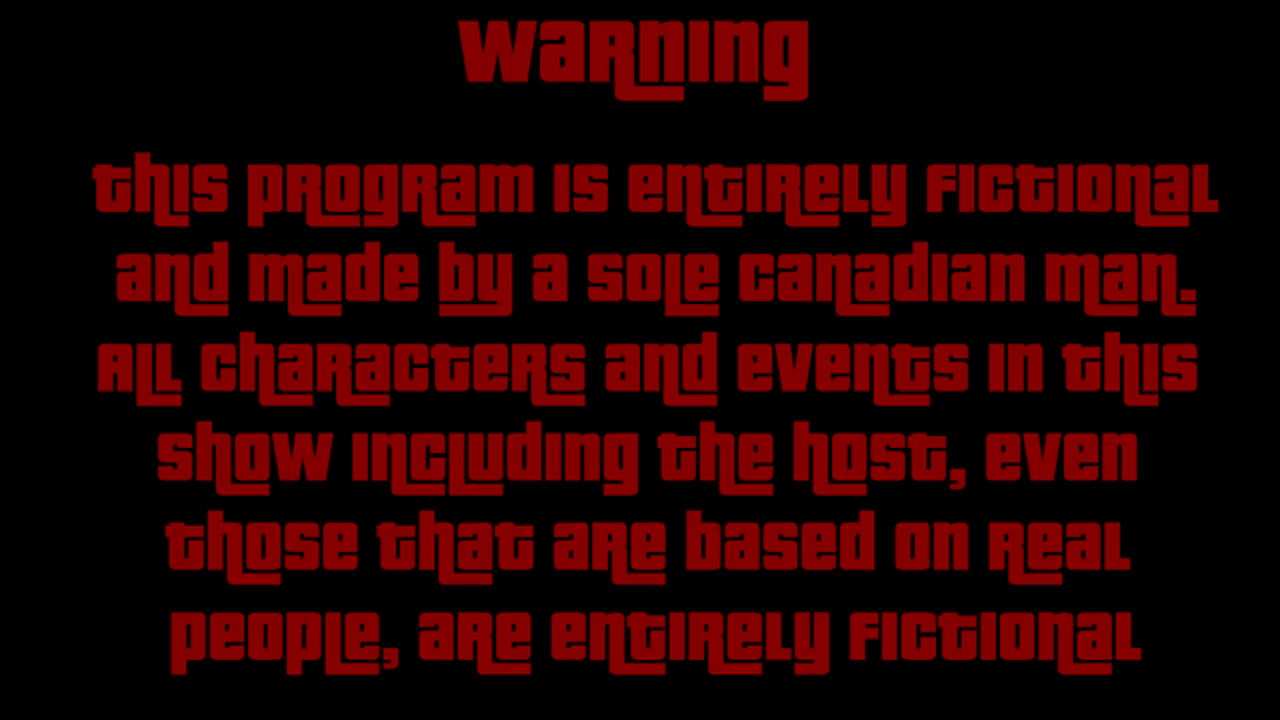 Warning
this program is entirely fictional
and made by a sole canadian man.
All characters and events in this
show including the host, even
those that are based on real
people, are entirely fictional